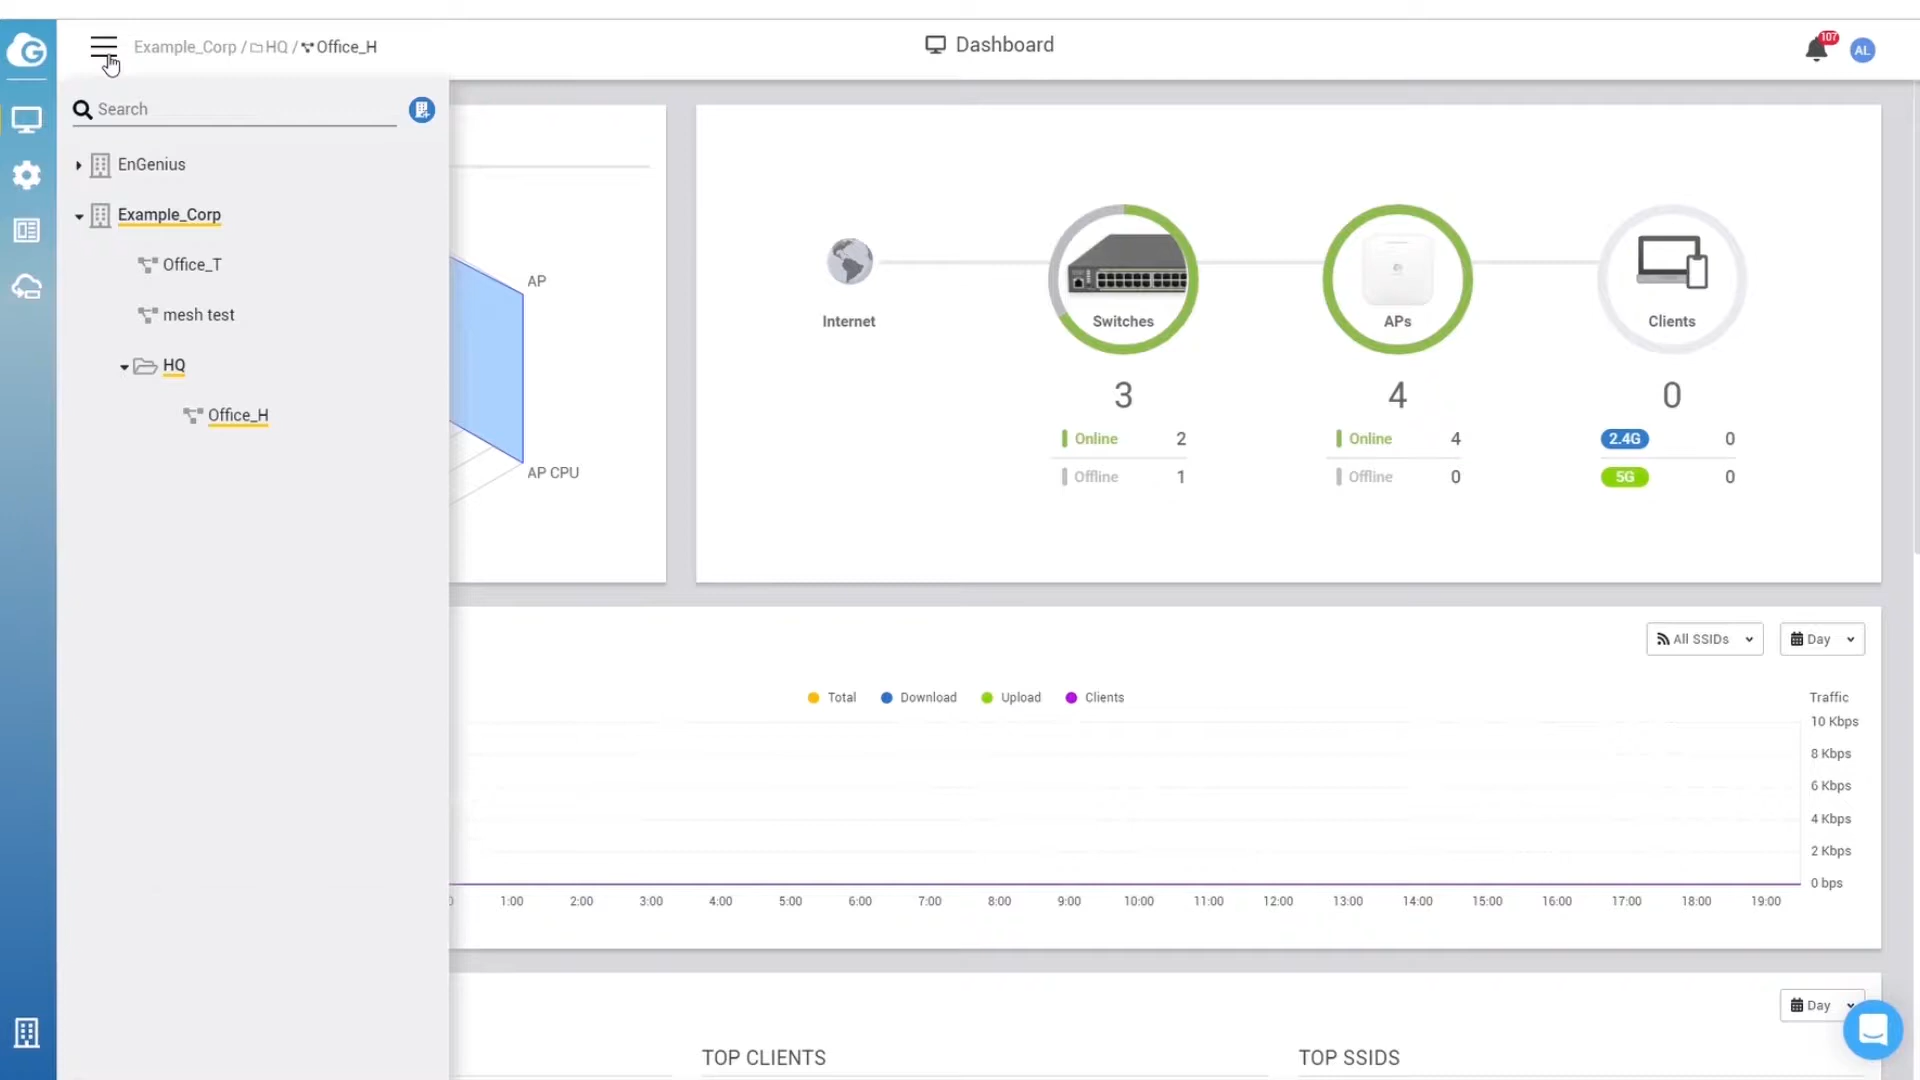 Example_Corp / HQ / Office_H
Dashboard
107
AL
Search
EnGenius
Example_Corp
Office_T
mesh test
HQ
Office_H
AP
AP CPU
Internet
Switches
APs
Clients
3
4
0
Online 2
Online 4
2.4G 0
Offline 1
Offline 0
5G 0
All SSIDs
Day
Total Download Upload Clients
Traffic
10 Kbps
8 Kbps
6 Kbps
4 Kbps
2 Kbps
0 bps
1:00 2:00 3:00 4:00 5:00 6:00 7:00 8:00 9:00 10:00 11:00 12:00 13:00 14:00 15:00 16:00 17:00 18:00 19:00
Day
TOP CLIENTS
TOP SSIDS